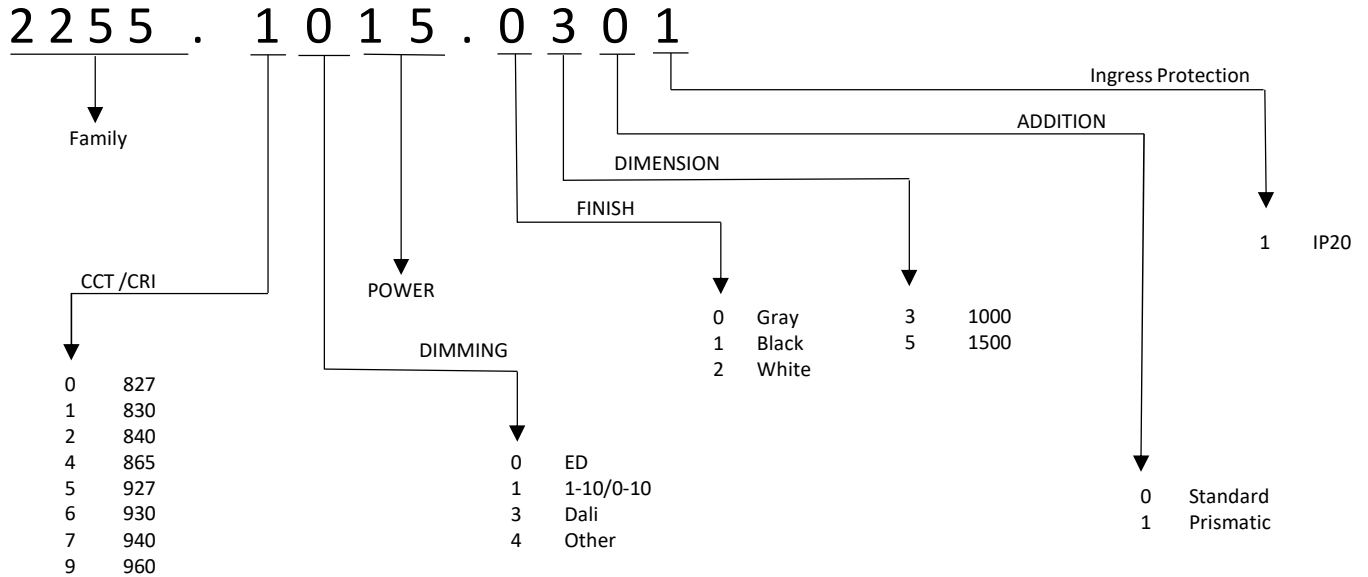 2255.1015.0301
Ingress Protection
ADDITION
Family
DIMENSION
FINISH
1 IP20
CCT /CRI
POWER
0 Gray
1 Black
2 White
3 1000
5 1500
DIMMING
0 827
1 830
2 840
4 865
5 927
6 930
7 940
9 960
0 ED
1 1-10/0-10
3 Dali
4 Other
0 Standard
1 Prismatic